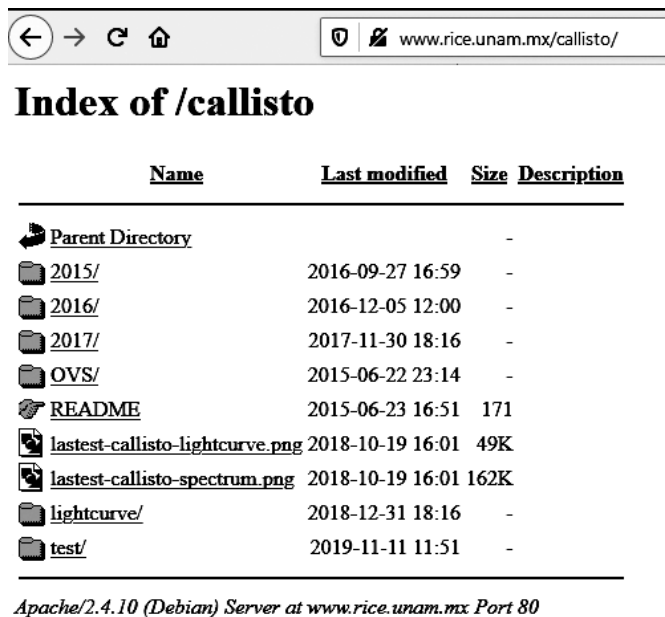 www.rice.unam.mx/callisto/
Index of /callisto
Name Last modified Size Description
Parent Directory -
2015/ 2016-09-27 16:59 -
2016/ 2016-12-05 12:00 -
2017/ 2017-11-30 18:16 -
OVS/ 2015-06-22 23:14 -
README 2015-06-23 16:51 171
lastest-callisto-lightcurve.png 2018-10-19 16:01 49K
lastest-callisto-spectrum.png 2018-10-19 16:01 162K
lightcurve/ 2018-12-31 18:16 -
test/ 2019-11-11 11:51 -
Apache/2.4.10 (Debian) Server at www.rice.unam.mx Port 80